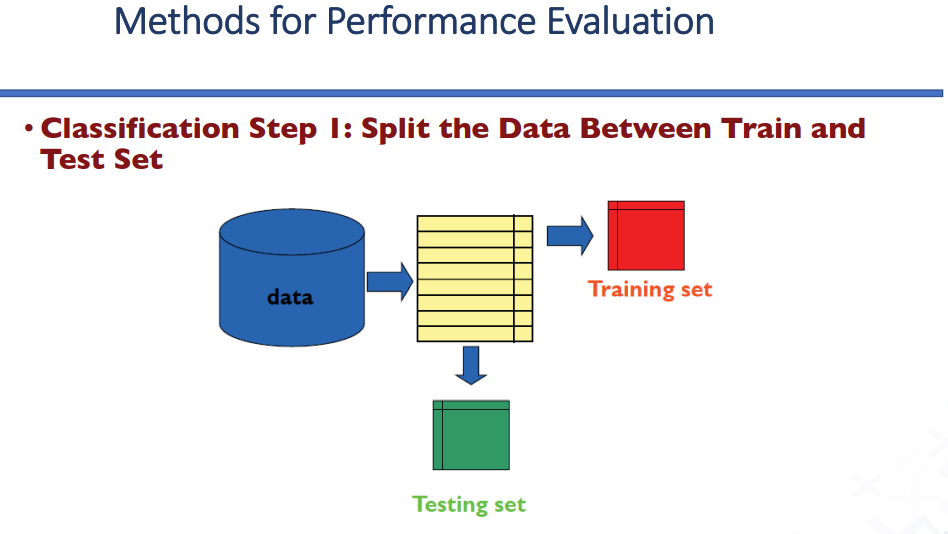 Methods for Performance Evaluation
• Classification Step 1: Split the Data Between Train and
Test Set
data
Training set
Testing set